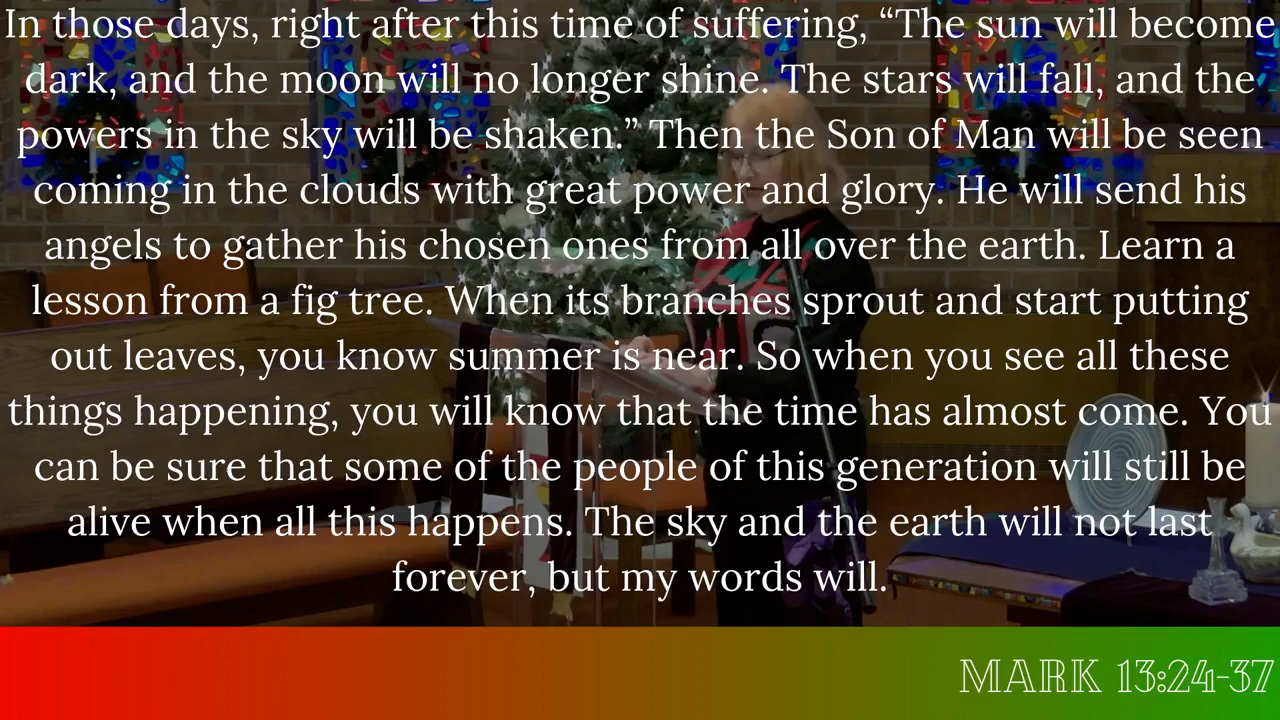 In those days, right after this time of suffering, “The sun will become
dark, and the moon will no longer shine. The stars will fall, and the
powers in the sky will be shaken.” Then the Son of Man will be seen
coming in the clouds with great power and glory. He will send his
angels to gather his chosen ones from all over the earth. Learn a
lesson from a fig tree. When its branches sprout and start putting
out leaves, you know summer is near. So when you see all these
things happening, you will know that the time has almost come. You
can be sure that some of the people of this generation will still be
alive when all this happens. The sky and the earth will not last
forever, but my words will.
MARK 13:24-37